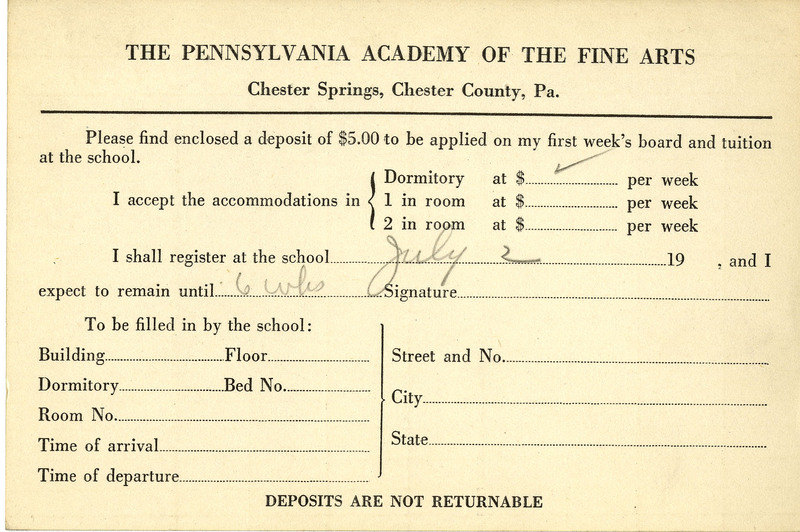 THE PENNSYLVANIA ACADEMY OF THE FINE ARTS
Chester Springs, Chester County, Pa.
Please find enclosed a deposit of $5.00 to be applied on my first week's board and tuition
at the school.
Dormitory at $ ✓ per week
I accept the accommodations in { 1 in room at $ per week
2 in room at $ per week
I shall register at the school July 2 19 , and I
expect to remain until 6 wks Signature
To be filled in by the school:
Building Floor
Street and No.
Dormitory Bed No.
City
Room No.
State
Time of arrival
Time of departure
DEPOSITS ARE NOT RETURNABLE